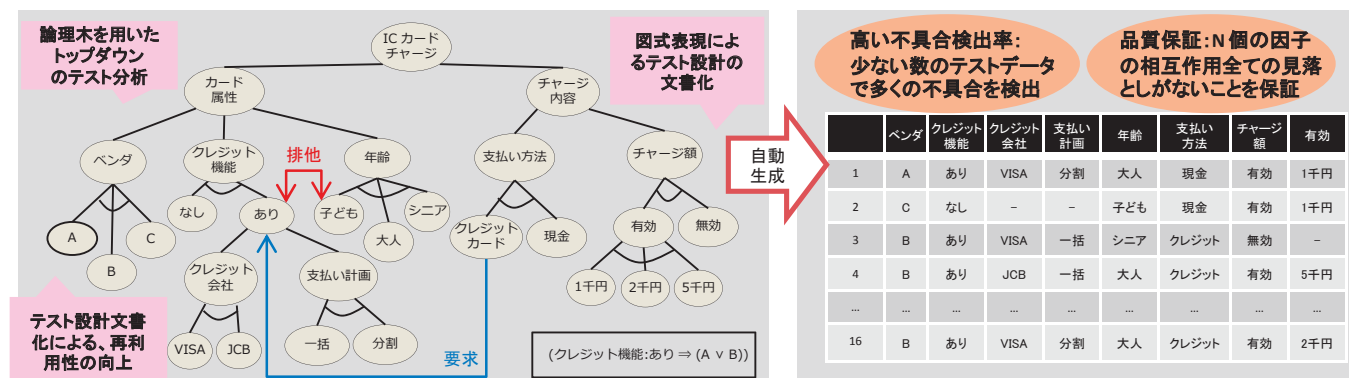 論理木を用いた
トップダウン
のテスト分析
IC カード
チャージ
図式表現によ
るテスト設計の
文書化
カード
属性
チャージ
内容
ベンダ
クレジット
機能
排他
年齢
支払い方法
チャージ額
なし
あり
子ども
シニア
A
C
大人
クレジット
カード
現金
有効
無効
B
クレジット
会社
支払い計画
1千円
2千円
5千円
テスト設計文書
化による、再利
用性の向上
VISA
JCB
一括
分割
要求
(クレジット機能:あり ⇒ (A ∨ B))
自動
生成
高い不具合検出率:
少ない数のテストデータ
で多くの不具合を検出
品質保証:N 個の因子
の相互作用全ての見落
としがないことを保証
ベンダ クレジット機能 クレジット会社 支払い計画 年齢 支払い方法 チャージ額 有効
1 A あり VISA 分割 大人 現金 有効 1千円
2 C なし − − 子ども 現金 有効 1千円
3 B あり VISA 一括 シニア クレジット 無効 −
4 B あり JCB 一括 大人 クレジット 有効 5千円
... ... ... ... ... ... ... ... ...
16 B あり VISA 分割 大人 クレジット 有効 2千円